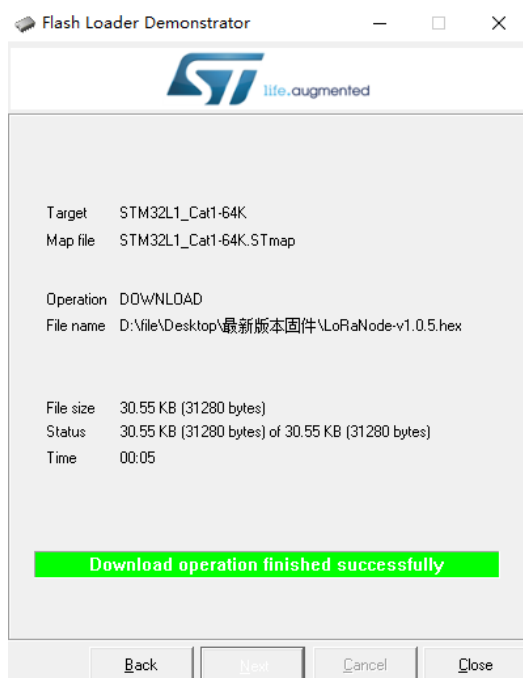 Flash Loader Demonstrator
ST life.augmented
Target STM32L1_Cat1-64K
Map file STM32L1_Cat1-64K.STmap
Operation DOWNLOAD
File name D:\file\Desktop\最新版本固件\LoRaNode-v1.0.5.hex
File size 30.55 KB (31280 bytes)
Status 30.55 KB (31280 bytes) of 30.55 KB (31280 bytes)
Time 00:05
Download operation finished successfully
Back Next Cancel Close